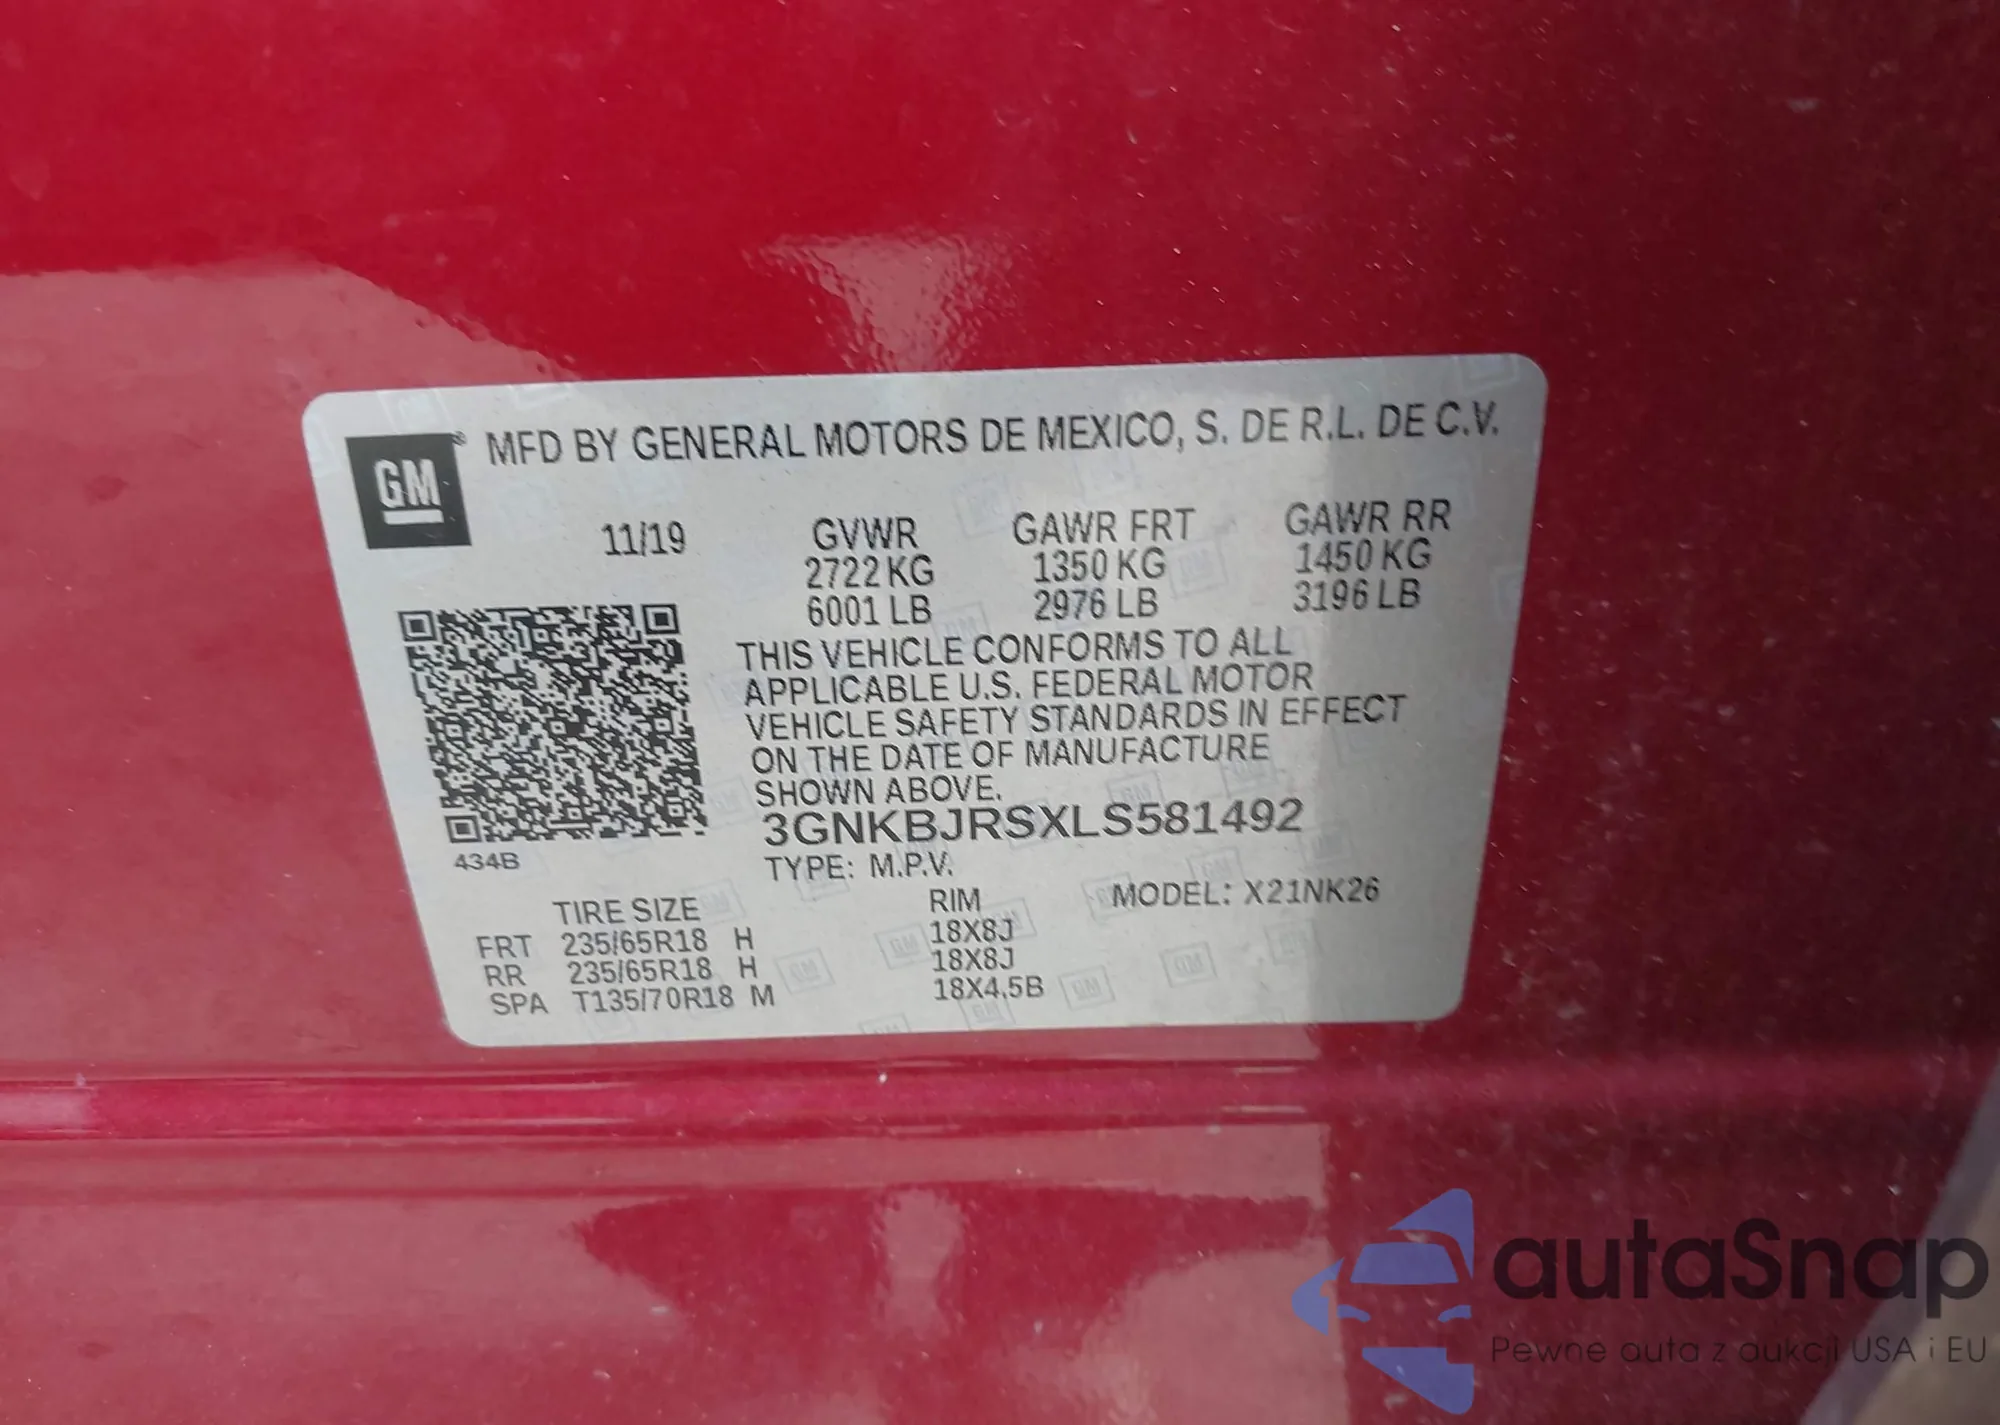 GM® MFD BY GENERAL MOTORS DE MEXICO, S. DE R.L. DE C.V.
11/19 GVWR GAWR FRT GAWR RR
2722 KG 1350 KG 1450 KG
6001 LB 2976 LB 3196 LB
THIS VEHICLE CONFORMS TO ALL
APPLICABLE U.S. FEDERAL MOTOR
VEHICLE SAFETY STANDARDS IN EFFECT
ON THE DATE OF MANUFACTURE
SHOWN ABOVE.
3GNKBJRSXLS581492
434B
TYPE: M.P.V.
TIRE SIZE RIM MODEL: X21NK26
FRT 235/65R18 H 18X8J
RR 235/65R18 H 18X8J
SPA T135/70R18 M 18X4.5B
autaSnap
Pewne auta z aukcji USA i EU